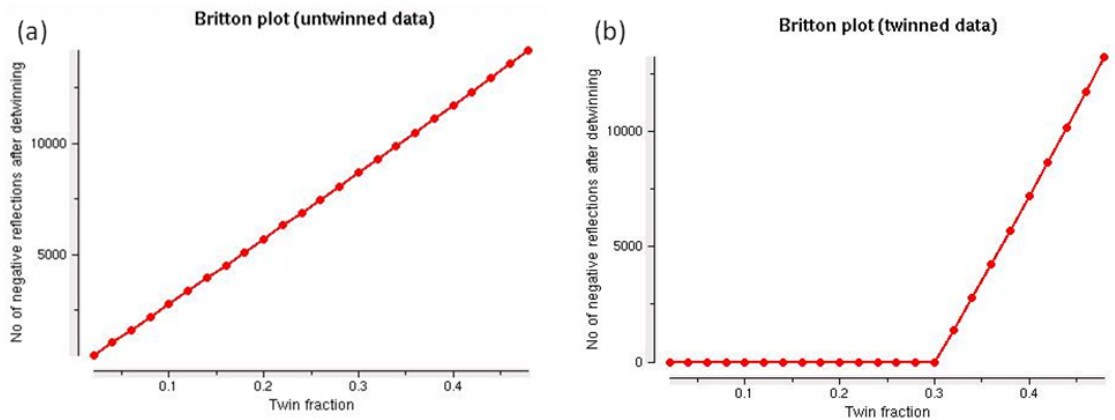 (a)
Britton plot (untwinned data)
No of negative reflections after detwinning
10000
5000
0.1 0.2 0.3 0.4
Twin fraction
(b)
Britton plot (twinned data)
No of negative reflections after detwinning
10000
5000
0
0.1 0.2 0.3 0.4
Twin fraction